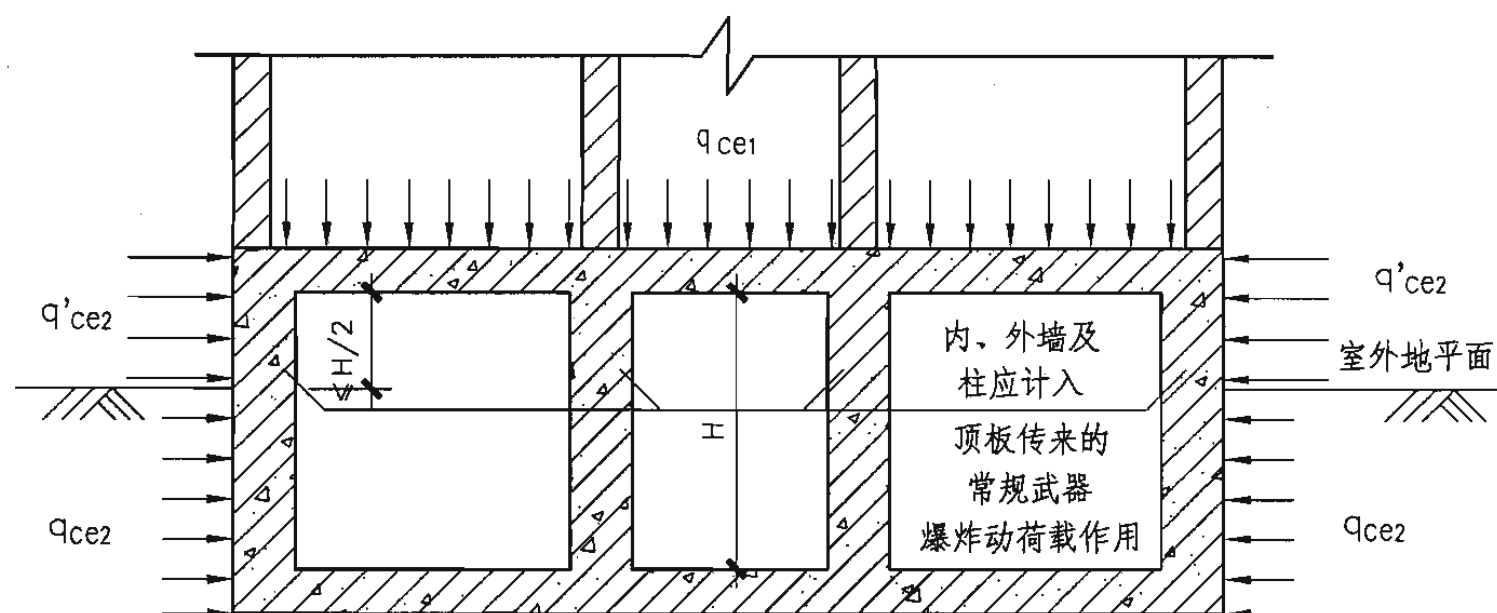 qce1
q'ce2
q'ce2
≤H/2
内、外墙及
柱应计入
室外地平面
H
顶板传来的
常规武器
爆炸动荷载作用
qce2
qce2